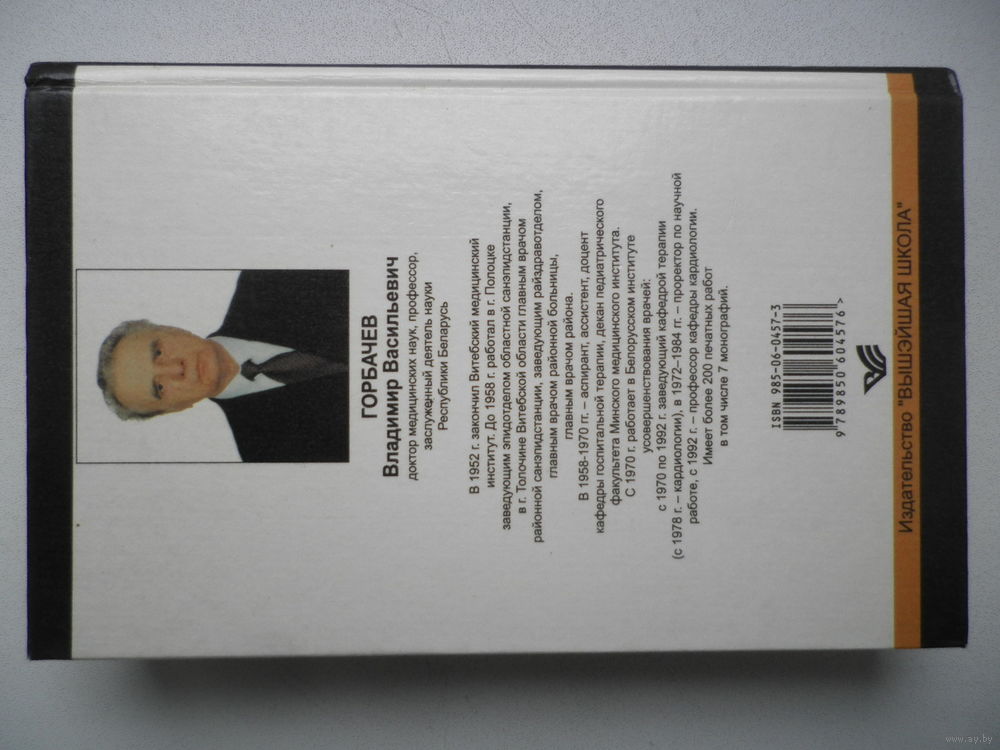 ГОРБАЧЕВ
Владимир Васильевич
доктор медицинских наук, профессор,
заслуженный деятель науки
Республики Беларусь
В 1952 г. закончил Витебский медицинский
институт. До 1958 г. работал в г. Полоцке
заведующим эпидотделом областной санэпидстанции,
в г. Толочине Витебской области главным врачом
районной санэпидстанции, заведующим райздравотделом,
главным врачом районной больницы,
главным врачом района.
В 1958-1970 гг. – аспирант, ассистент, доцент
кафедры госпитальной терапии, декан педиатрического
факультета Минского медицинского института.
С 1970 г. работает в Белорусском институте
усовершенствования врачей:
с 1970 по 1992 г. заведующий кафедрой терапии
(с 1978 г. – кардиологии), в 1972–1984 гг. – проректор по научной
работе, с 1992 г. - профессор кафедры кардиологии.
Имеет более 200 печатных работ
в том числе 7 монографий.
ISBN 985-06-0457-3
9 789850 604576 >
Издательство "ВЫШЭЙШАЯ ШКОЛА"
www.ay.by